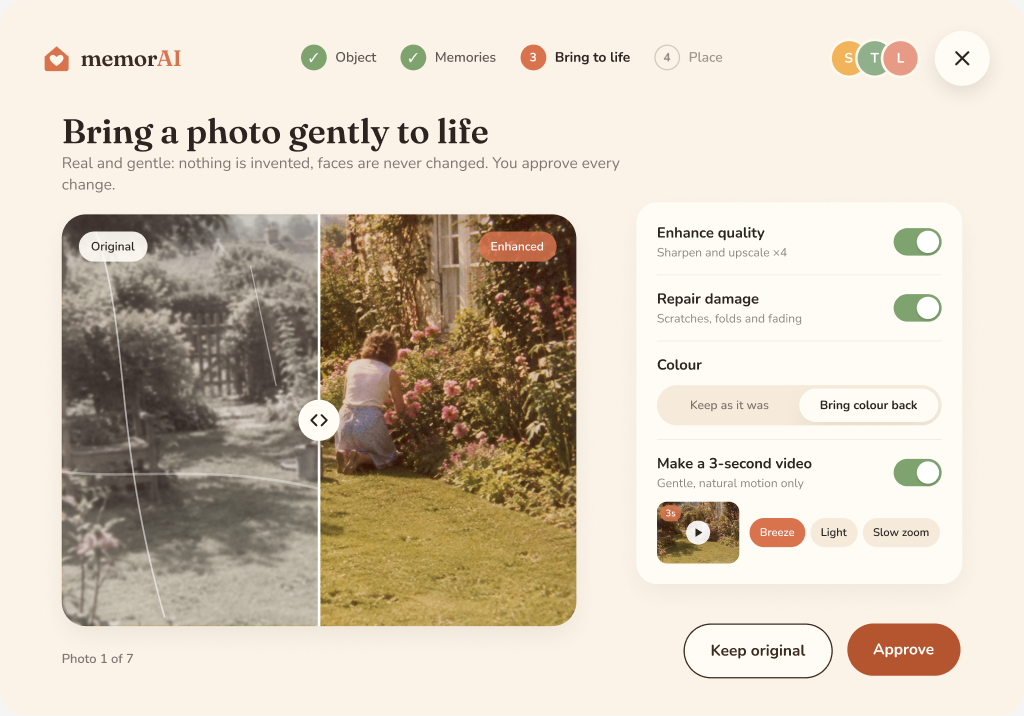 memorAI
✓ Object ✓ Memories 3 Bring to life 4 Place
S T L
Bring a photo gently to life
Real and gentle: nothing is invented, faces are never changed. You approve every
change.
Original
Enhanced
Enhance quality
Sharpen and upscale ×4
Repair damage
Scratches, folds and fading
Colour
Keep as it was Bring colour back
Make a 3-second video
Gentle, natural motion only
3s
Breeze Light Slow zoom
Photo 1 of 7
Keep original Approve